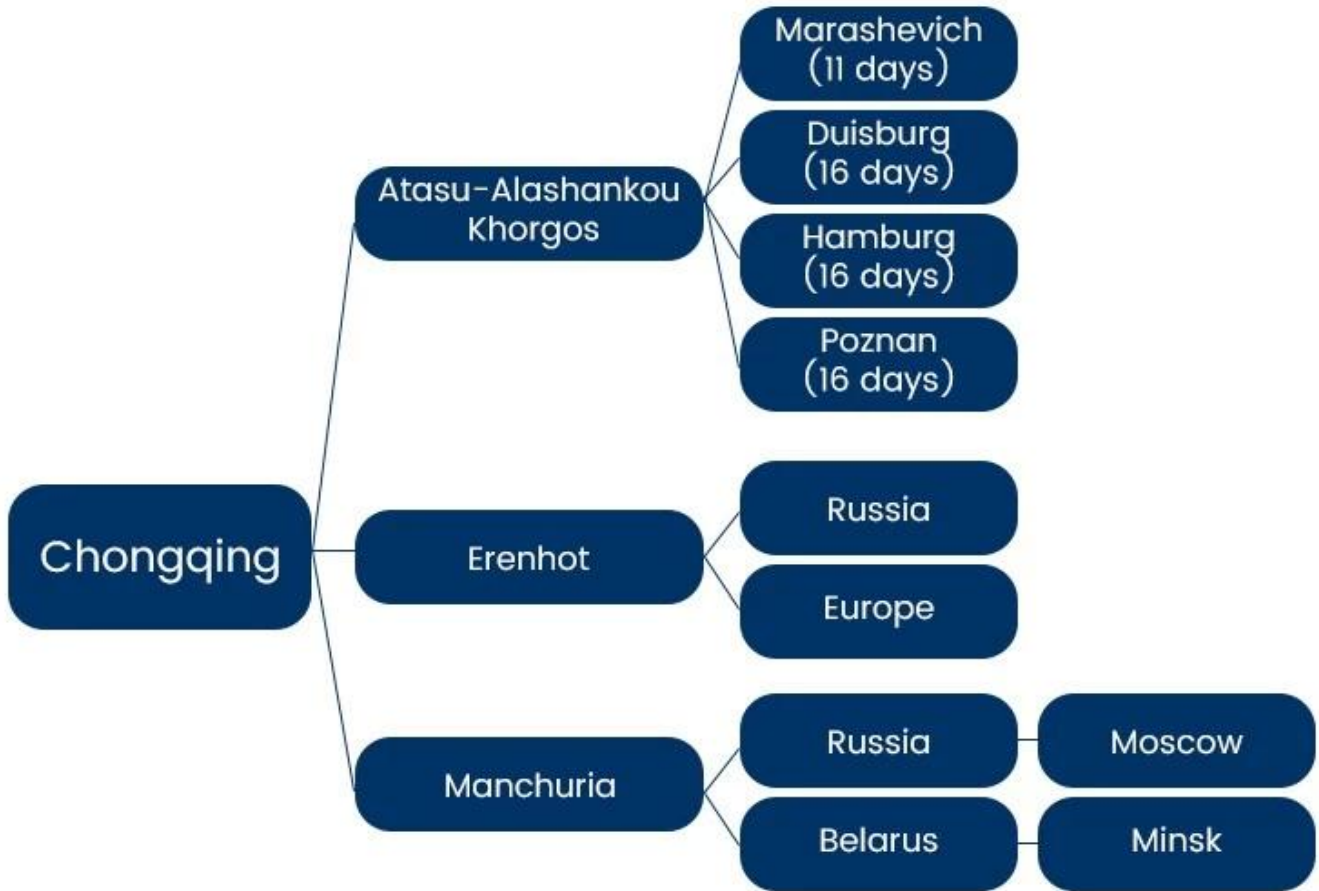 Marashevich
(11 days)
Duisburg
(16 days)
Atasu-Alashankou
Khorgos
Hamburg
(16 days)
Poznan
(16 days)
Chongqing
Erenhot
Russia
Europe
Manchuria
Russia
Moscow
Belarus
Minsk